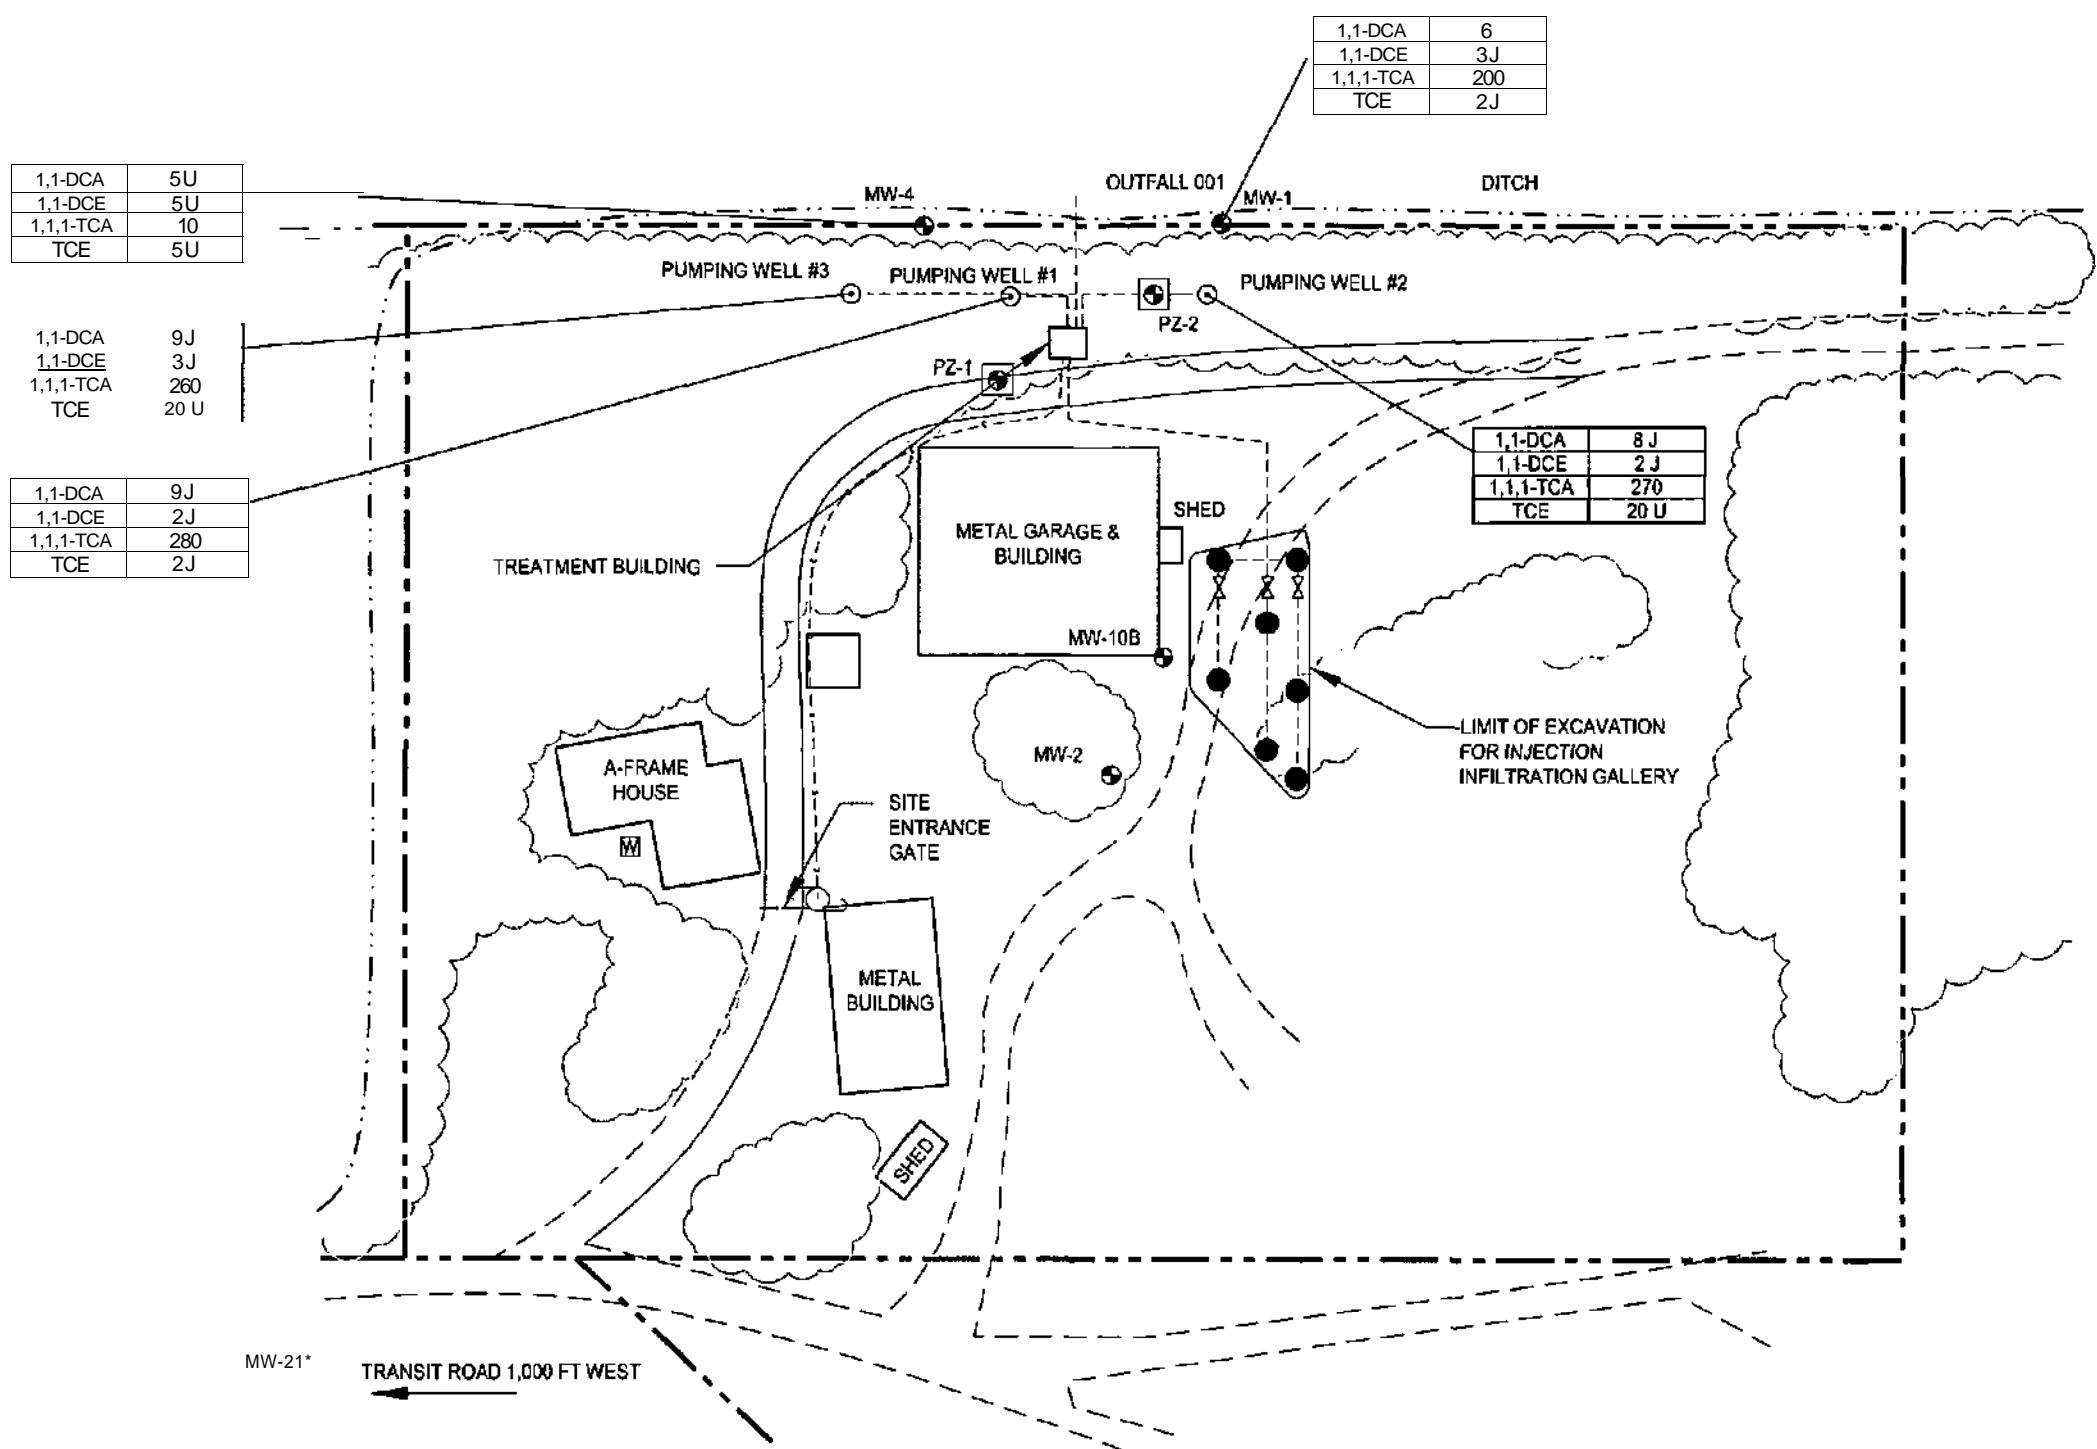 1,1-DCA 6
1,1-DCE 3J
1,1,1-TCA 200
TCE 2J
1,1-DCA 5U
1,1-DCE 5U
1,1,1-TCA 10
TCE 5U
MW-4
OUTFALL 001
MW-1
DITCH
PUMPING WELL #3
PUMPING WELL #1
PUMPING WELL #2
PZ-2
1,1-DCA 9J
1,1-DCE 3J
1,1,1-TCA 260
TCE 20 U
PZ-1
1,1-DCA 8 J
1,1-DCE 2 J
1,1,1-TCA 270
TCE 20 U
1,1-DCA 9J
1,1-DCE 2J
1,1,1-TCA 280
TCE 2J
SHED
METAL GARAGE &
BUILDING
TREATMENT BUILDING
MW-10B
LIMIT OF EXCAVATION
FOR INJECTION
INFILTRATION GALLERY
MW-2
A-FRAME
HOUSE
W
SITE
ENTRANCE
GATE
METAL
BUILDING
SHED
MW-21*
TRANSIT ROAD 1,000 FT WEST